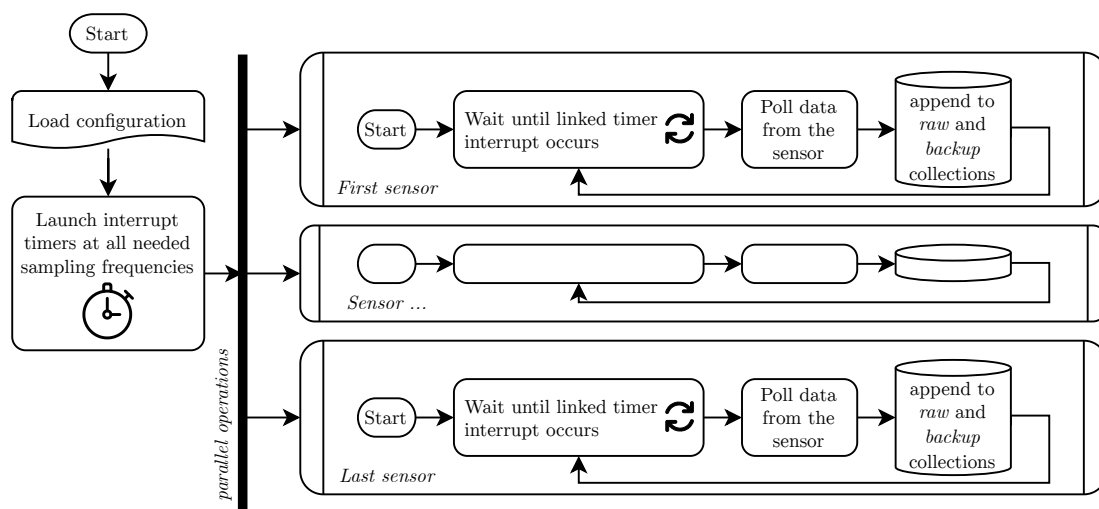 Start
Load configuration
Launch interrupt
timers at all needed
sampling frequencies
parallel operations
Start
Wait until linked timer
interrupt occurs
Poll data
from the
sensor
append to
raw and
backup
collections
First sensor
Sensor ...
Start
Wait until linked timer
interrupt occurs
Poll data
from the
sensor
append to
raw and
backup
collections
Last sensor